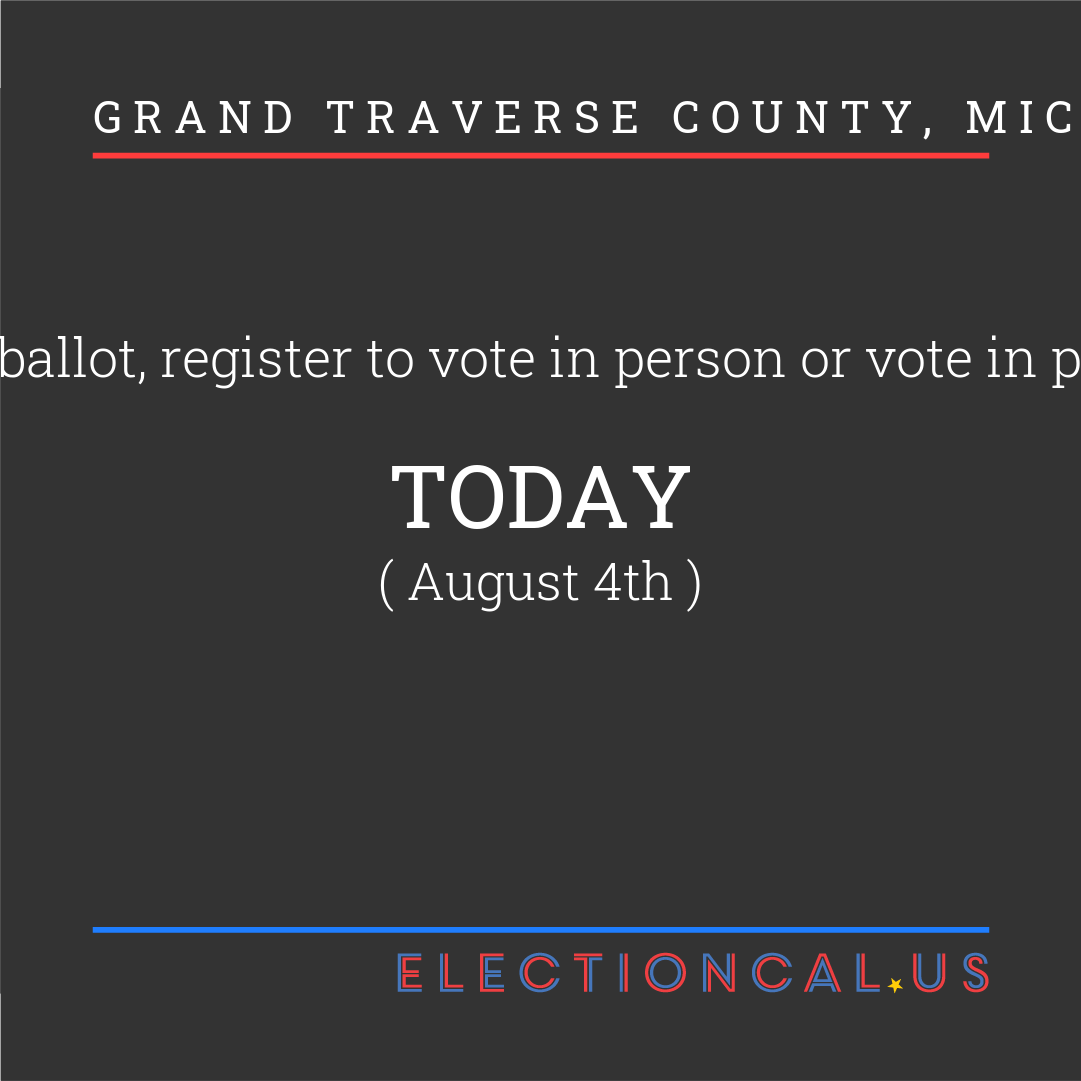 GRAND TRAVERSE COUNTY, MIC
ballot, register to vote in person or vote in p
TODAY
( August 4th )
ELECTIONCAL.US